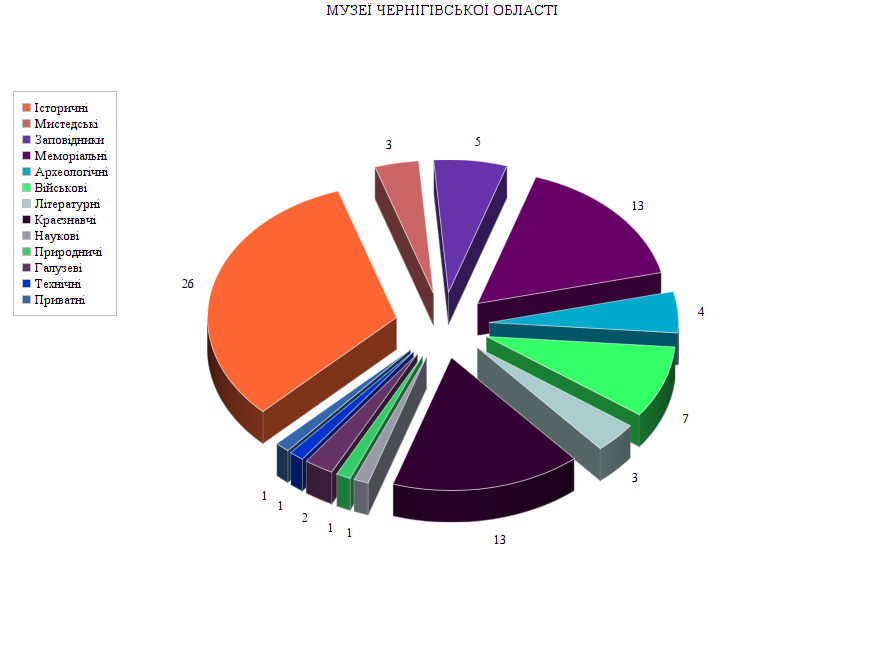 МУЗЕЇ ЧЕРНІГІВСЬКОЇ ОБЛАСТІ
Історичні
Мистедські
Заповідники
Меморіальні
Археологічні
Військові
Літературні
Краєзнавчі
Наукові
Природничі
Галузеві
Технічні
Приватні
3
5
13
26
4
7
3
13
1
1
2
1
1